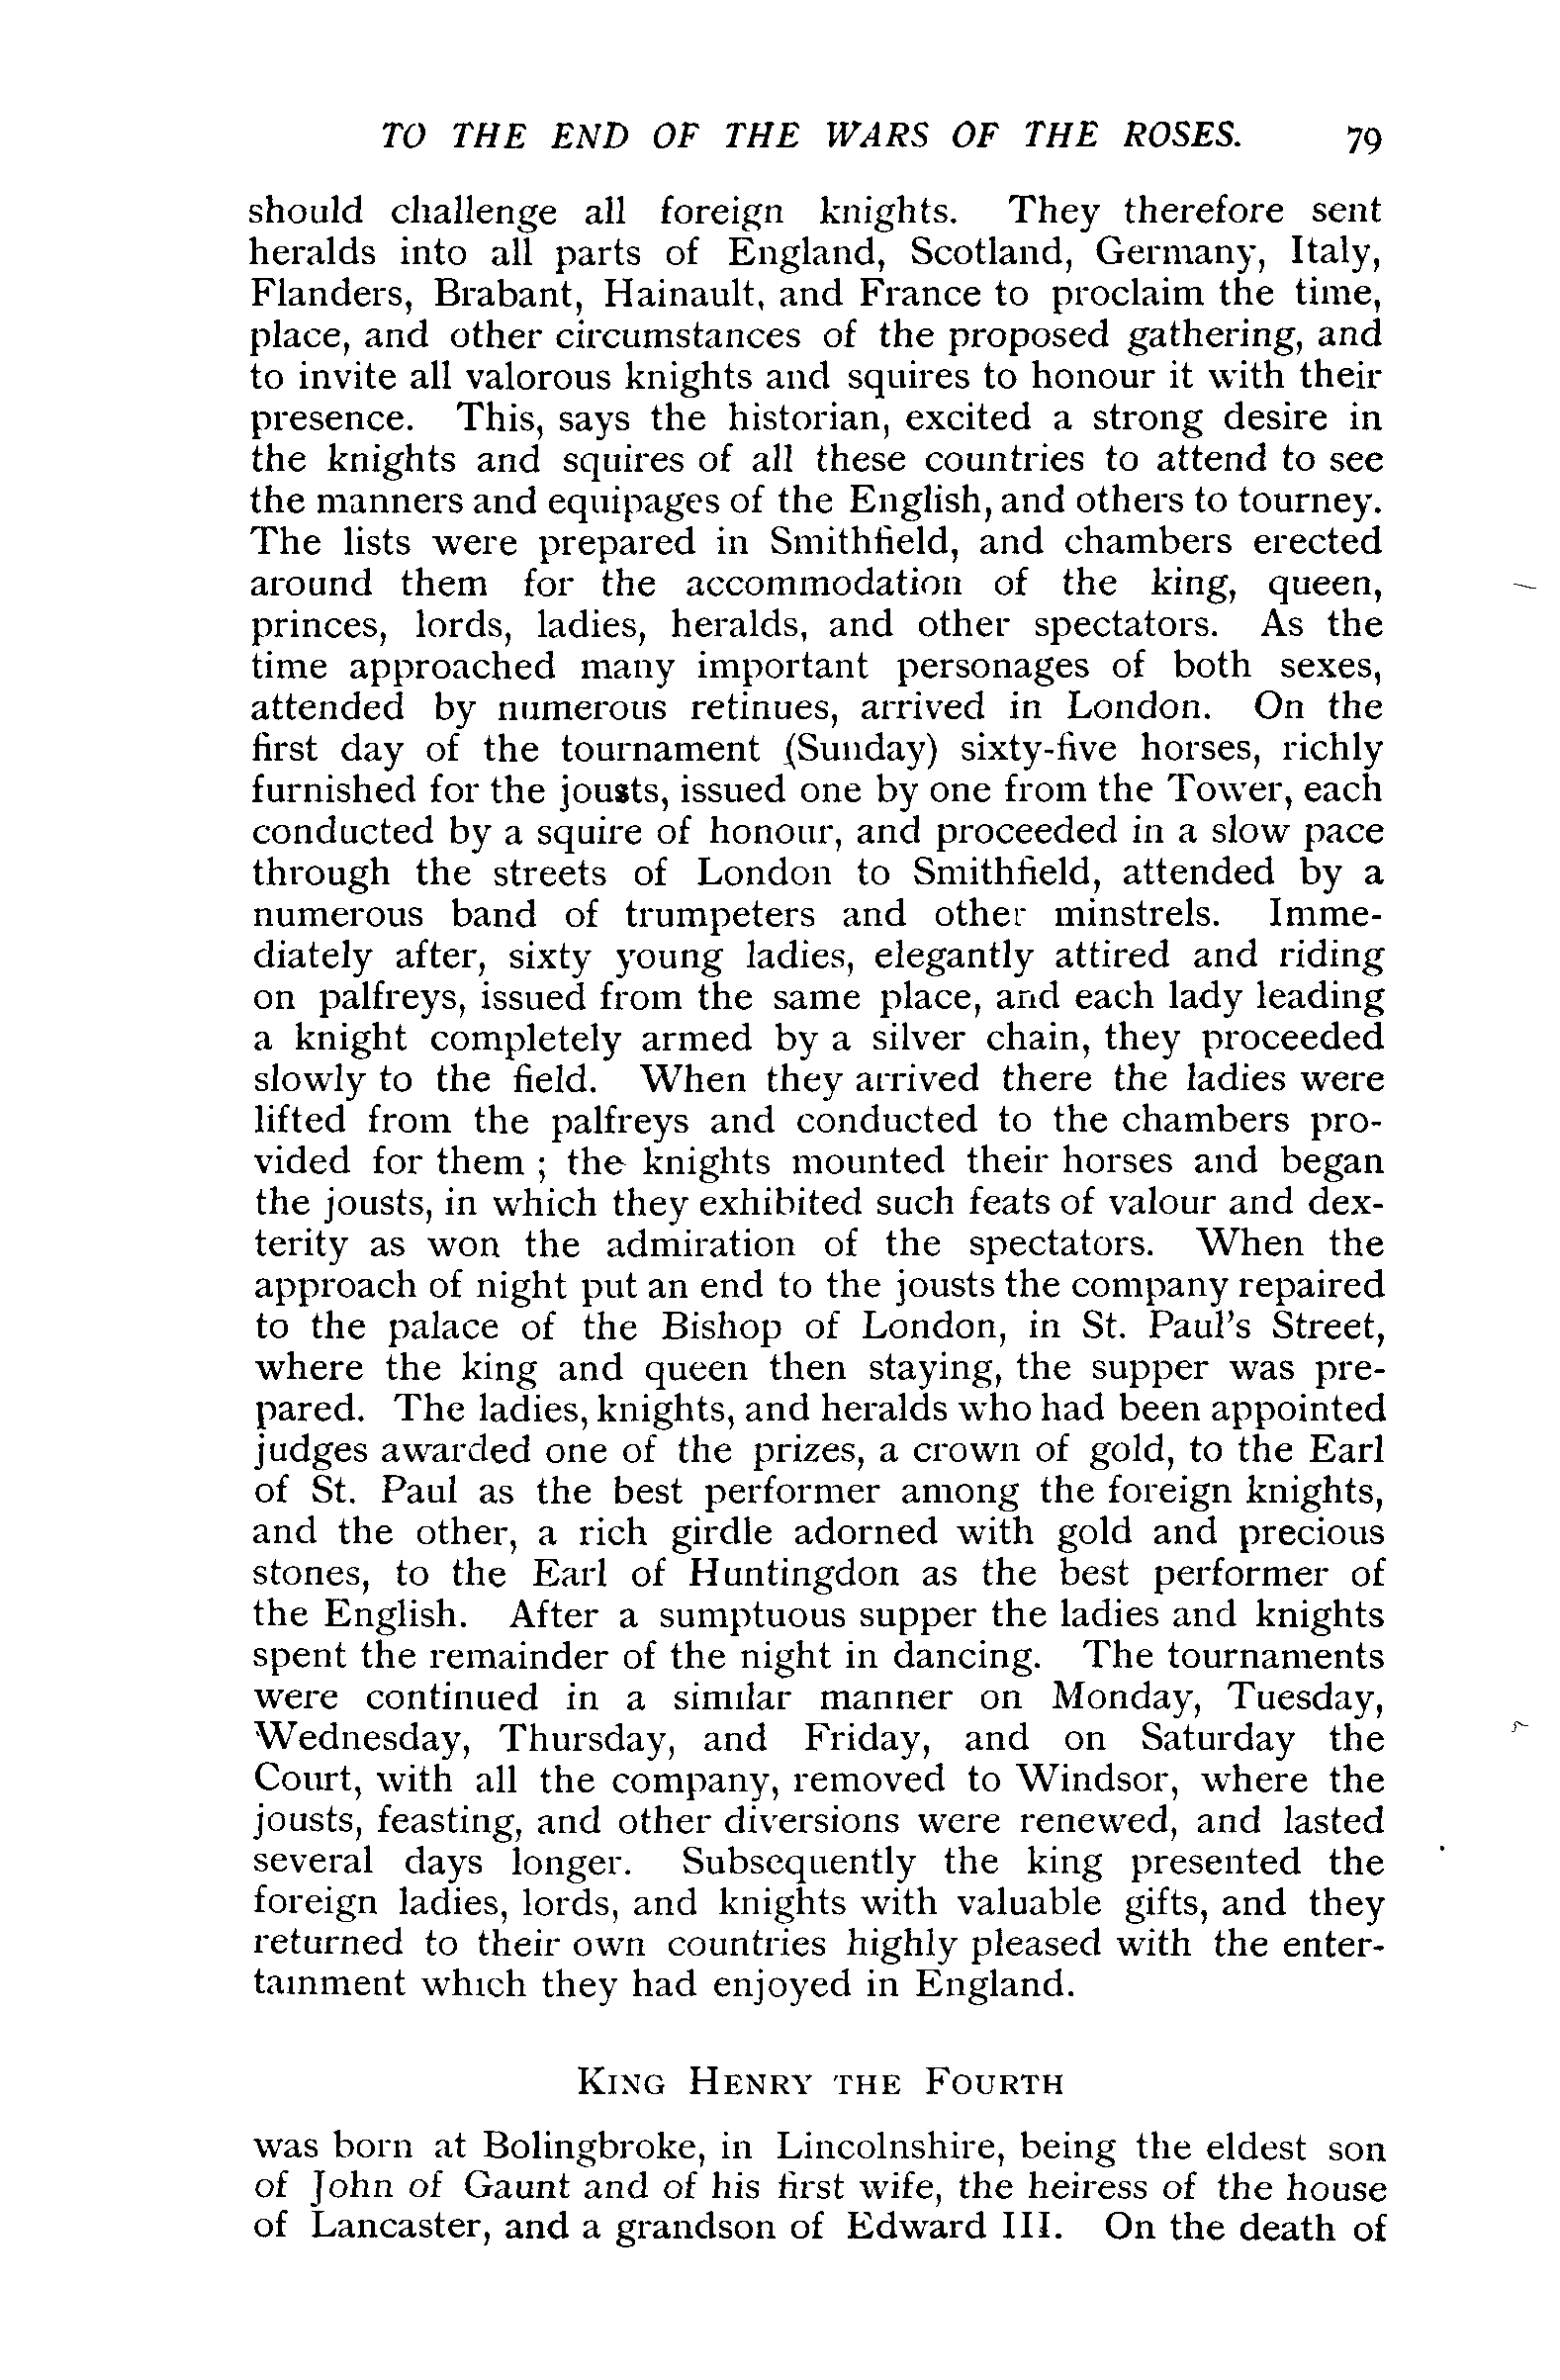 TO THE END OF THE WARS OF THE ROSES. 79
should challenge all foreign knights. They therefore sent
heralds into all parts of England, Scotland, Germany, Italy,
Flanders, Brabant, Hainault, and France to proclaim the time,
place, and other circumstances of the proposed gathering, and
to invite all valorous knights and squires to honour it with their
presence. This, says the historian, excited a strong desire in
the knights and squires of all these countries to attend to see
the manners and equipages of the English, and others to tourney.
The lists were prepared in Smithfield, and chambers erected
around them for the accommodation of the king, queen,
princes, lords, ladies, heralds, and other spectators. As the
time approached many important personages of both sexes,
attended by numerous retinues, arrived in London. On the
first day of the tournament (Sunday) sixty-five horses, richly
furnished for the jousts, issued one by one from the Tower, each
conducted by a squire of honour, and proceeded in a slow pace
through the streets of London to Smithfield, attended by a
numerous band of trumpeters and other minstrels. Imme-
diately after, sixty young ladies, elegantly attired and riding
on palfreys, issued from the same place, and each lady leading
a knight completely armed by a silver chain, they proceeded
slowly to the field. When they arrived there the ladies were
lifted from the palfreys and conducted to the chambers pro-
vided for them ; the knights mounted their horses and began
the jousts, in which they exhibited such feats of valour and dex-
terity as won the admiration of the spectators. When the
approach of night put an end to the jousts the company repaired
to the palace of the Bishop of London, in St. Paul's Street,
where the king and queen then staying, the supper was pre-
pared. The ladies, knights, and heralds who had been appointed
judges awarded one of the prizes, a crown of gold, to the Earl
of St. Paul as the best performer among the foreign knights,
and the other, a rich girdle adorned with gold and precious
stones, to the Earl of Huntingdon as the best performer of
the English. After a sumptuous supper the ladies and knights
spent the remainder of the night in dancing. The tournaments
were continued in a similar manner on Monday, Tuesday,
Wednesday, Thursday, and Friday, and on Saturday the
Court, with all the company, removed to Windsor, where the
jousts, feasting, and other diversions were renewed, and lasted
several days longer. Subsequently the king presented the
foreign ladies, lords, and knights with valuable gifts, and they
returned to their own countries highly pleased with the enter-
tainment which they had enjoyed in England.
KING HENRY THE FOURTH
was born at Bolingbroke, in Lincolnshire, being the eldest son
of John of Gaunt and of his first wife, the heiress of the house
of Lancaster, and a grandson of Edward III. On the death of